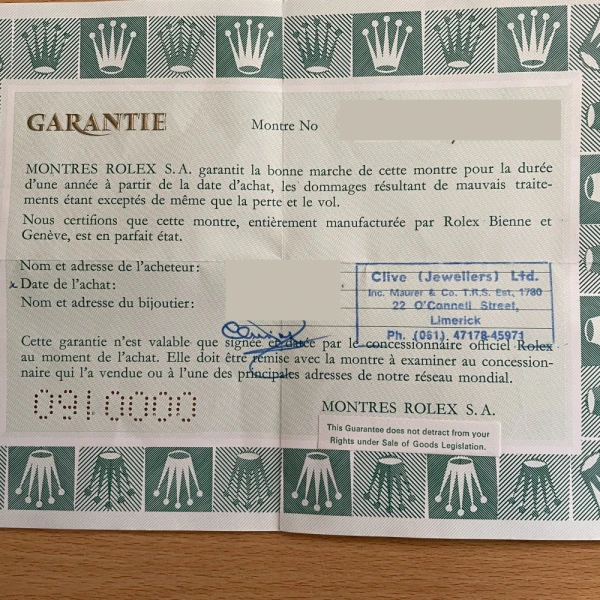 GARANTIE
Montre No
MONTRES ROLEX S.A. garantit la bonne marche de cette montre pour la durée
d'une année à partir de la date d'achat, les dommages résultant de mauvais traite-
ments étant exceptés de même que la perte et le vol.
Nous certifions que cette montre, entièrement manufacturée par Rolex Bienne et
Genève, est en parfait état.
Nom et adresse de l'acheteur:
x Date de l'achat:
Nom et adresse du bijoutier:
Clive (Jewellers) Ltd.
Inc. Maurer & Co. T.R.S. Est, 1780
22 O'Connell Street,
Limerick
Ph. (061) 47178-45971
Cette garantie n'est valable que signée et datée par le concessionnaire officiel Rolex
au moment de l'achat. Elle doit être remise avec la montre à examiner au concession-
naire qui l'a vendue ou à l'une des principales adresses de notre réseau mondial.
0910000
MONTRES ROLEX S.A.
This Guarantee does not detract from your
Rights under Sale of Goods Legislation.